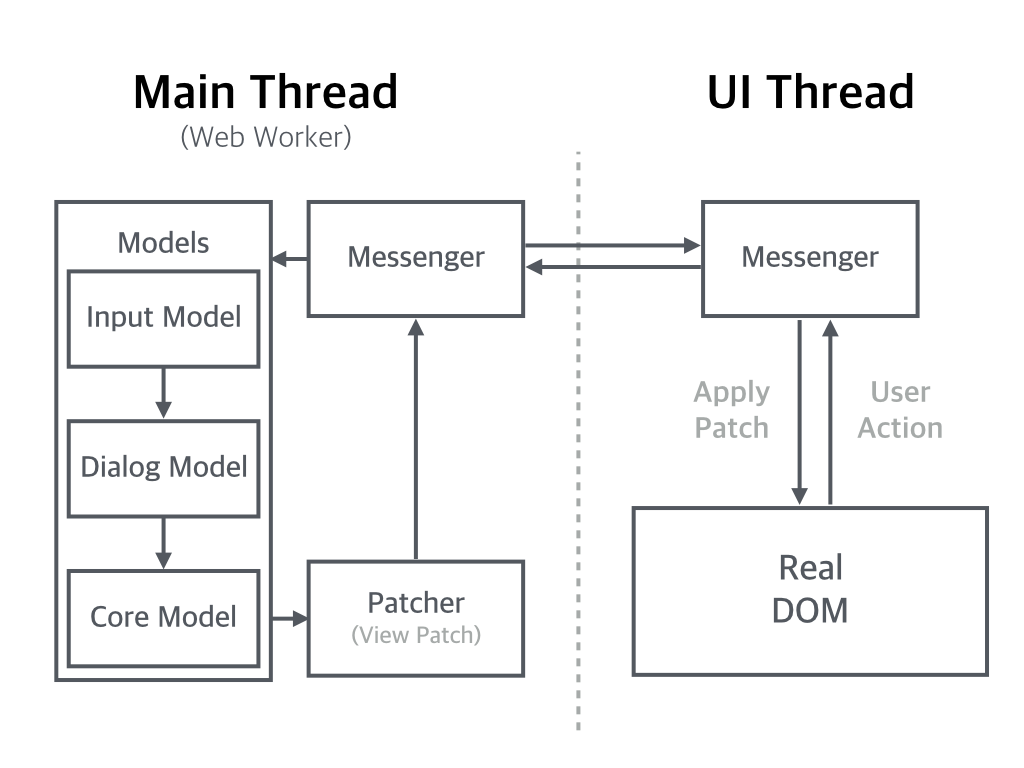 Main Thread
(Web Worker)
UI Thread
Models
Input Model
Dialog Model
Core Model
Messenger
Patcher
(View Patch)
Messenger
Apply
Patch
User
Action
Real
DOM